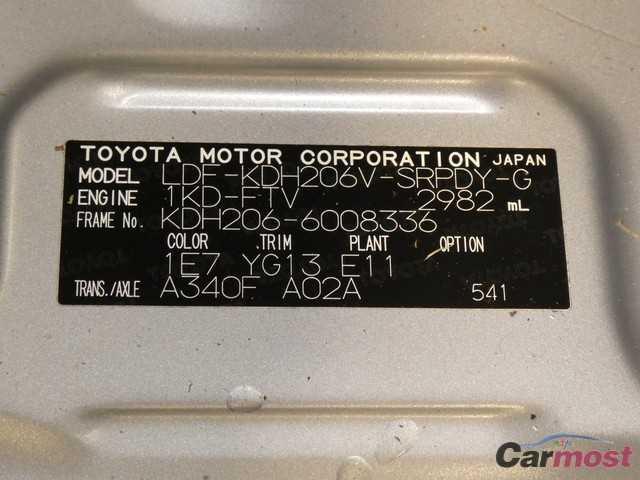 TOYOTA MOTOR CORPORATION JAPAN
MODEL LDF-KDH206V-SRPDY-G
ENGINE 1KD-FTV 2982 mL
FRAME No. KDH206-6008336
COLOR .TRIM PLANT OPTION
1E7 YG13 E11
TRANS./AXLE A340F A02A 541
Carmost